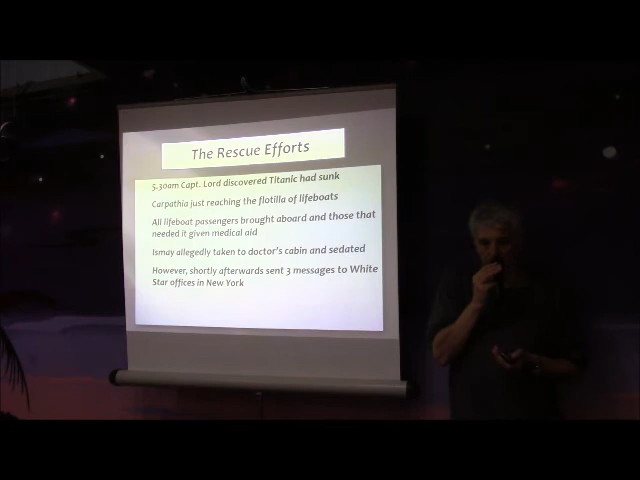 The Rescue Efforts
5.30am Capt. Lord discovered Titanic had sunk
Carpathia just reaching the flotilla of lifeboats
All lifeboat passengers brought aboard and those that
needed it given medical aid
Ismay allegedly taken to doctor's cabin and sedated
However, shortly afterwards sent 3 messages to White
Star offices in New York